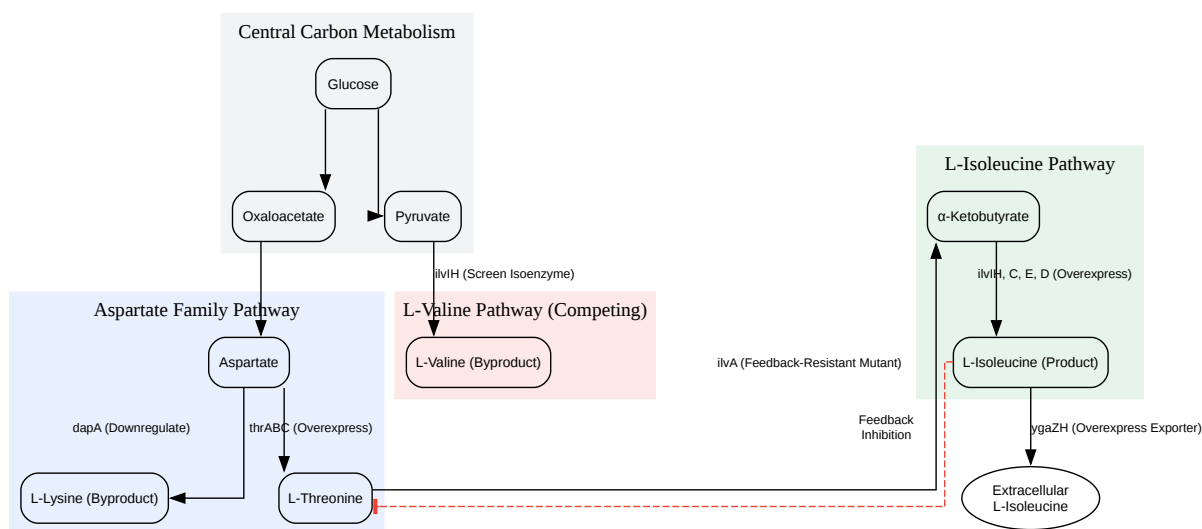 Central Carbon Metabolism
Glucose
Oxaloacetate
Pyruvate
ilvIH (Screen Isoenzyme)
Aspartate Family Pathway
Aspartate
dapA (Downregulate)
thrABC (Overexpress)
L-Lysine (Byproduct)
L-Threonine
L-Valine Pathway (Competing)
L-Valine (Byproduct)
ilvA (Feedback-Resistant Mutant)
Feedback
Inhibition
L-Isoleucine Pathway
α-Ketobutyrate
ilvIH, C, E, D (Overexpress)
L-Isoleucine (Product)
ygaZH (Overexpress Exporter)
Extracellular
L-Isoleucine